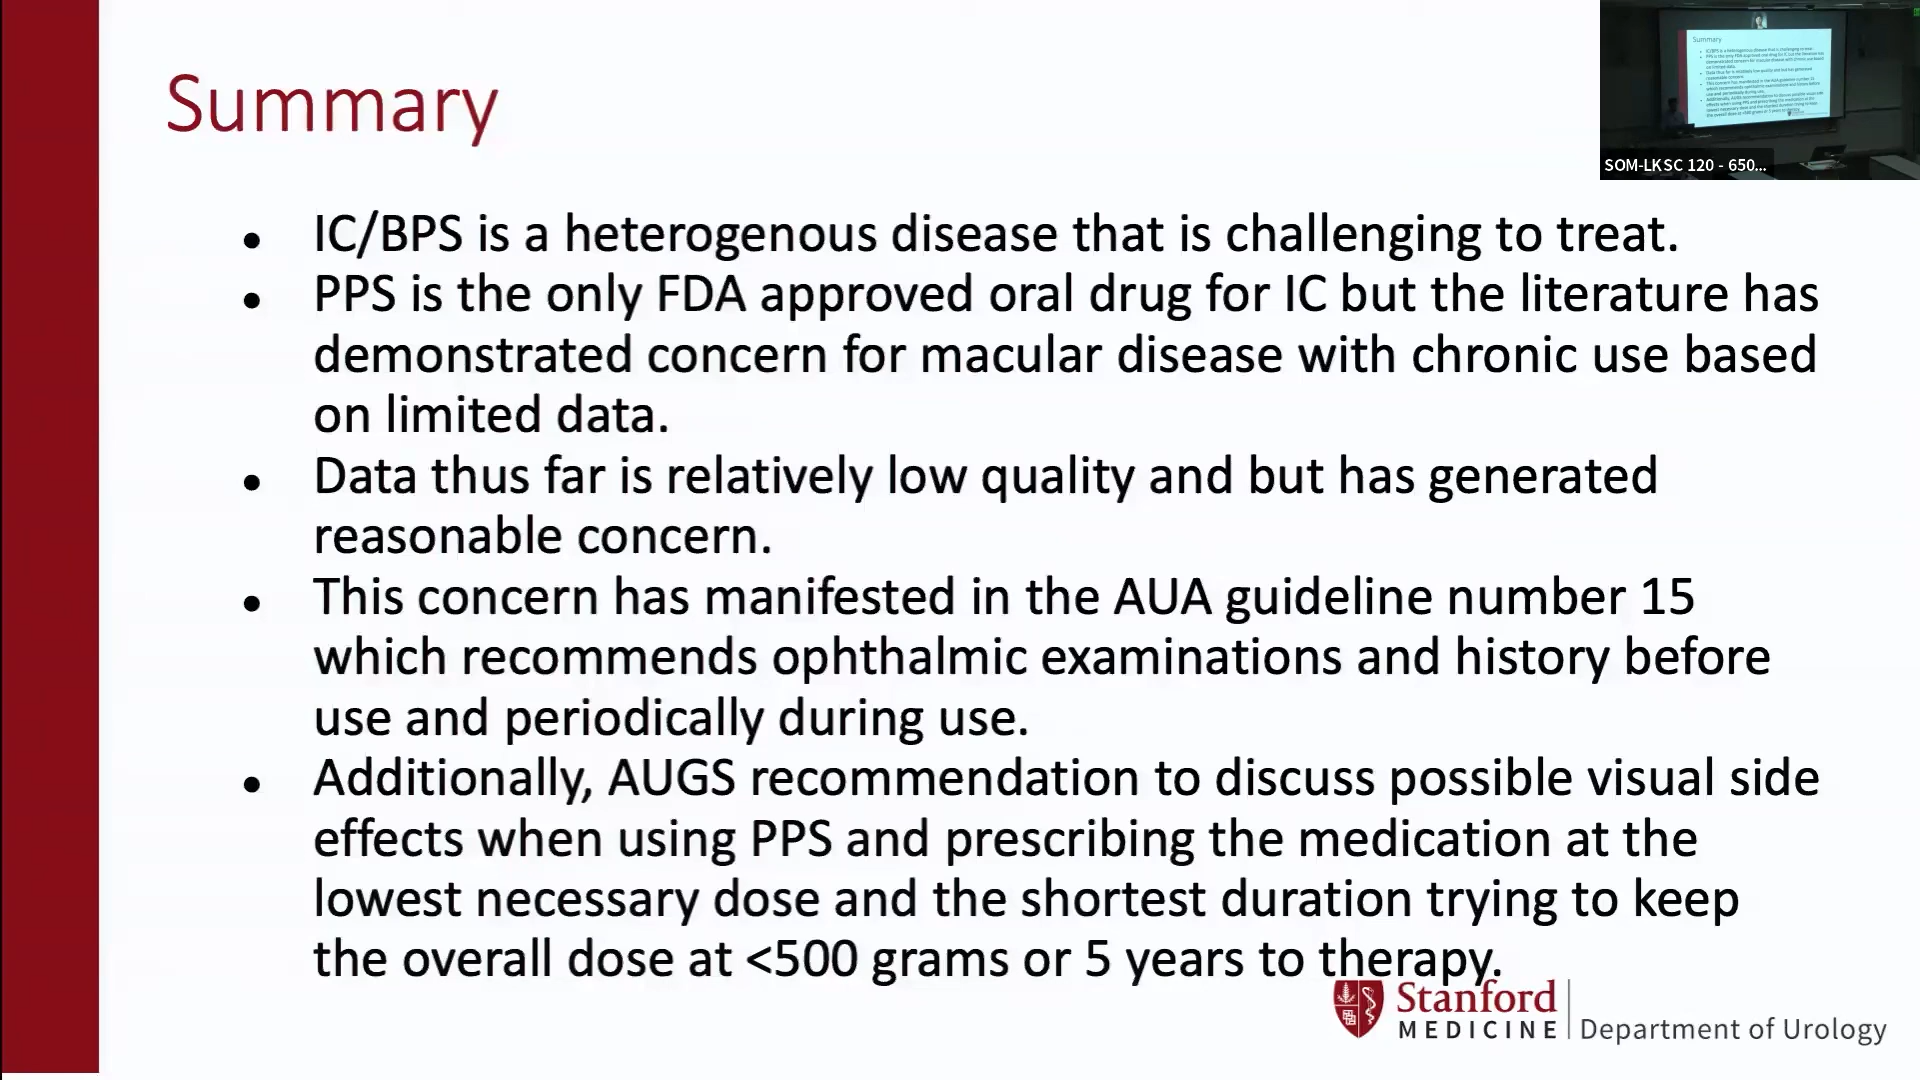 Summary
SOM-LKSC 120 - 650...
• IC/BPS is a heterogenous disease that is challenging to treat.
• PPS is the only FDA approved oral drug for IC but the literature has
demonstrated concern for macular disease with chronic use based
on limited data.
• Data thus far is relatively low quality and but has generated
reasonable concern.
• This concern has manifested in the AUA guideline number 15
which recommends ophthalmic examinations and history before
use and periodically during use.
• Additionally, AUGS recommendation to discuss possible visual side
effects when using PPS and prescribing the medication at the
lowest necessary dose and the shortest duration trying to keep
the overall dose at <500 grams or 5 years to therapy.
Stanford
MEDICINE
Department of Urology